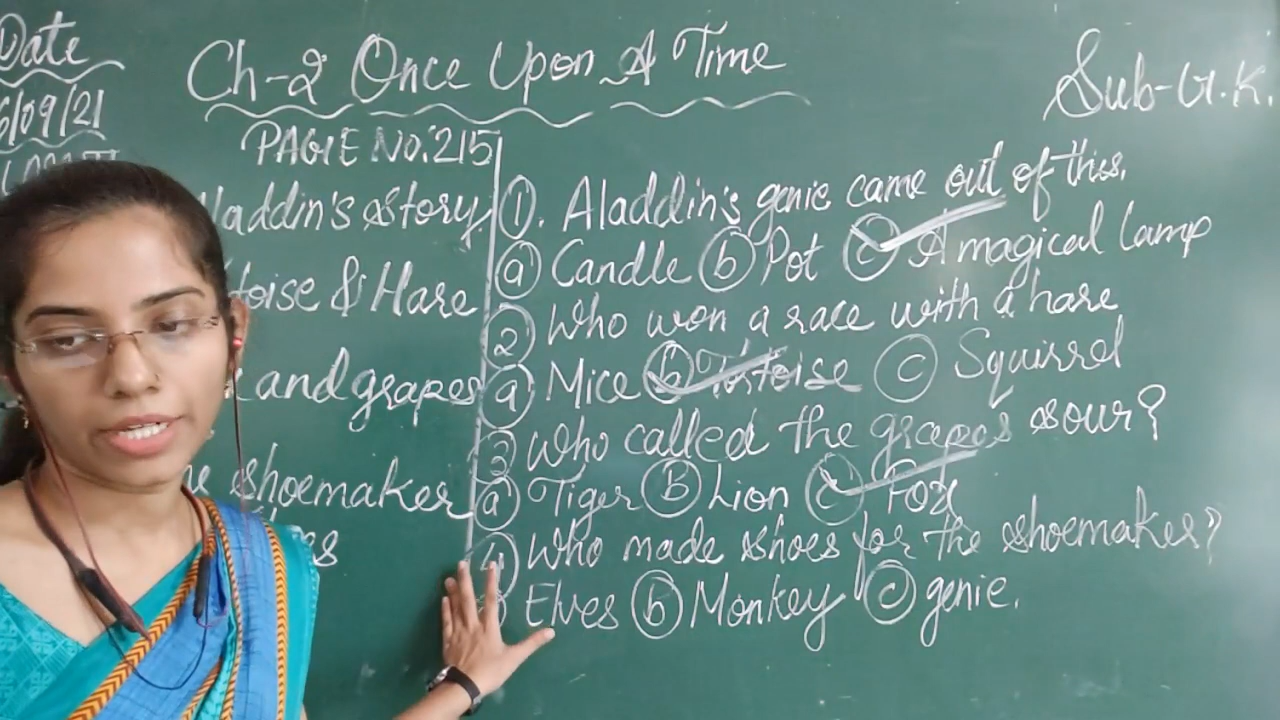 Date
Ch-2 Once Upon A Time
Sub-G.K.
/09/21
PAGE NO:215
laddin's story
toise & Hare
and grapes
shoemaker
es
1. Aladdin's genie came out of this.
a Candle b Pot c A magical lamp
2 Who won a race with a hare
a Mice b Tortoise c Squirrel
3 Who called the grapes sour?
a Tiger B Lion c Fox
4 Who made shoes for the shoemaker?
Elves b Monkey c genie.